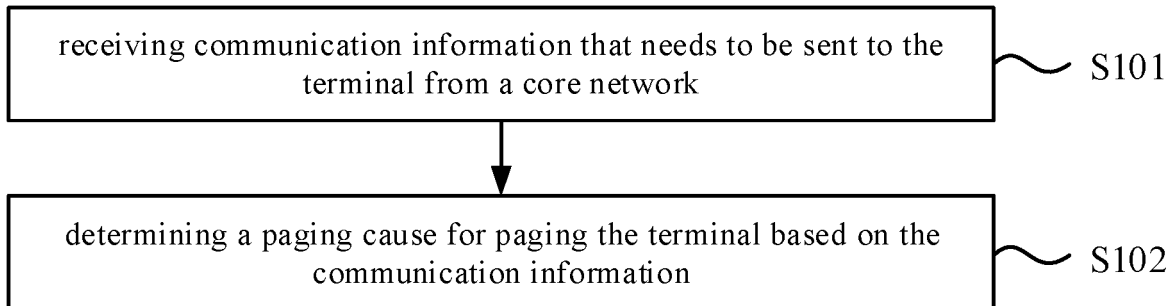 receiving communication information that needs to be sent to the
terminal from a core network
S101
determining a paging cause for paging the terminal based on the
communication information
S102